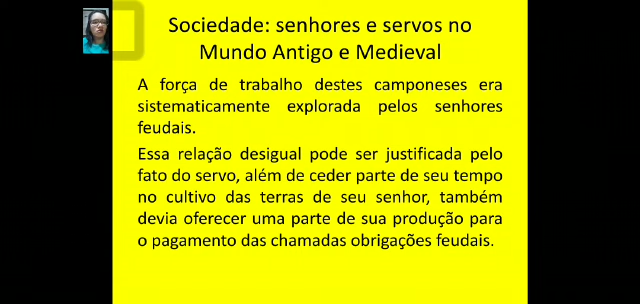 Sociedade: senhores e servos no
Mundo Antigo e Medieval
A força de trabalho destes camponeses era
sistematicamente explorada pelos senhores
feudais.
Essa relação desigual pode ser justificada pelo
fato do servo, além de ceder parte de seu tempo
no cultivo das terras de seu senhor, também
devia oferecer uma parte de sua produção para
o pagamento das chamadas obrigações feudais.